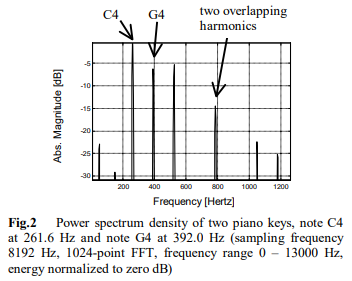 C4 G4 two overlapping
harmonics
-5
-10
-15
-20
-25
-30
Abs. Magnitude [dB]
200 400 600 800 1000 1200
Frequency [Hertz]
Fig.2 Power spectrum density of two piano keys, note C4
at 261.6 Hz and note G4 at 392.0 Hz (sampling frequency
8192 Hz, 1024-point FFT, frequency range 0 – 13000 Hz,
energy normalized to zero dB)